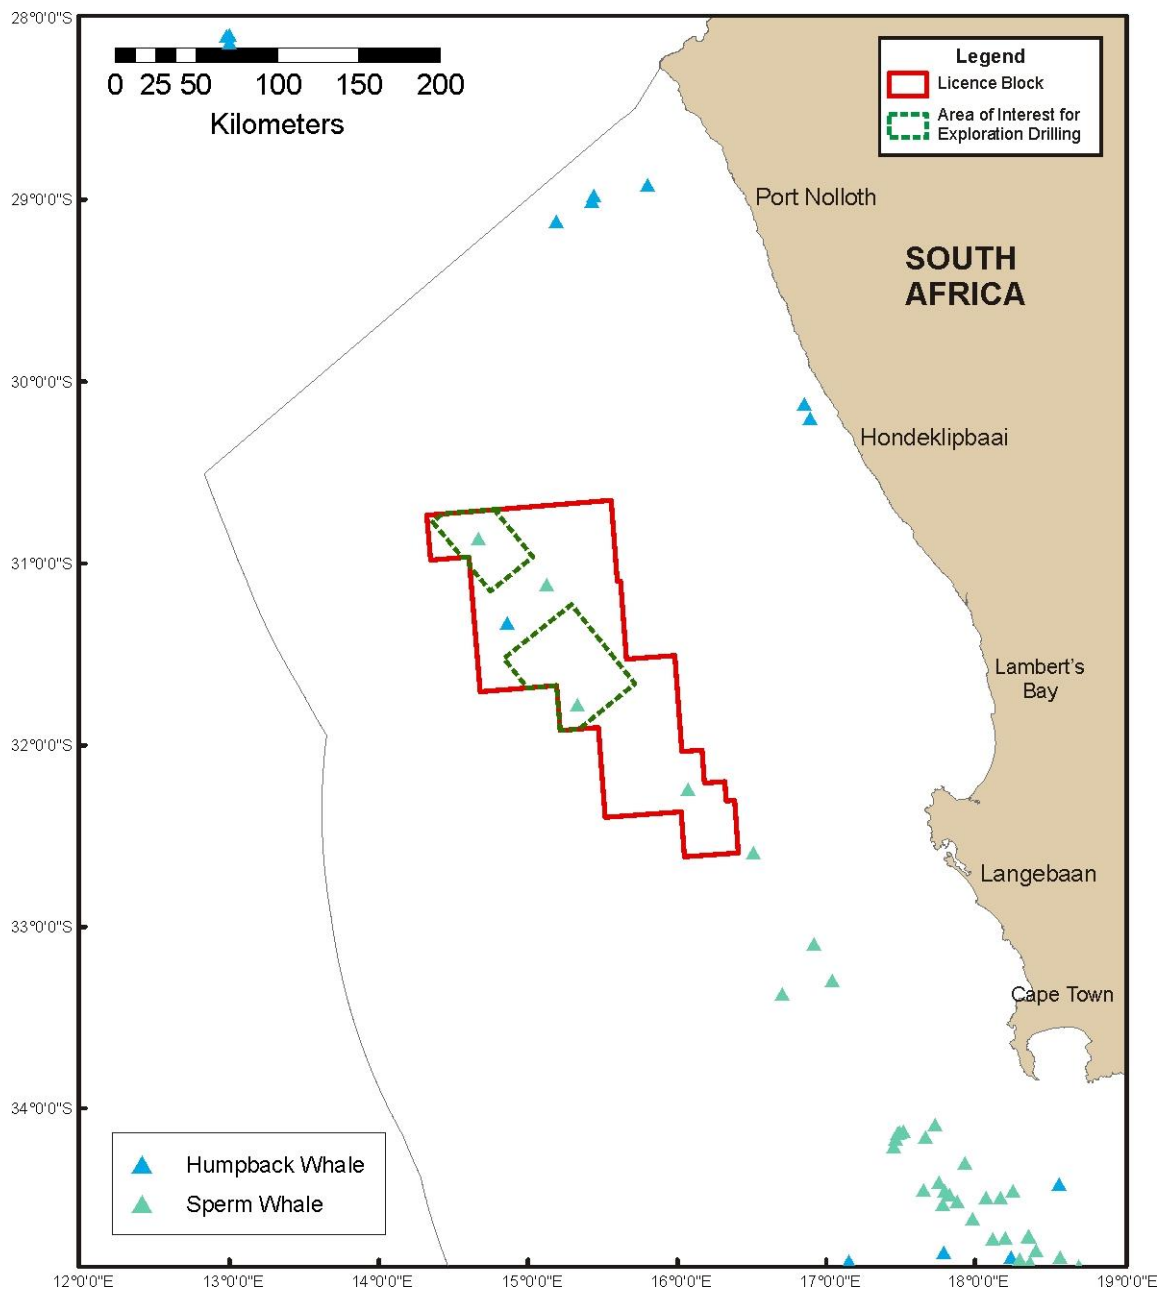 28°0'0"S
0 25 50 100 150 200
Kilometers
Legend
Licence Block
Area of Interest for
Exploration Drilling
29°0'0"S
Port Nolloth
SOUTH
AFRICA
30°0'0"S
Hondeklipbaai
31°0'0"S
Lambert's
Bay
32°0'0"S
Langebaan
33°0'0"S
Cape Town
34°0'0"S
Humpback Whale
Sperm Whale
12°0'0"E 13°0'0"E 14°0'0"E 15°0'0"E 16°0'0"E 17°0'0"E 18°0'0"E 19°0'0"E